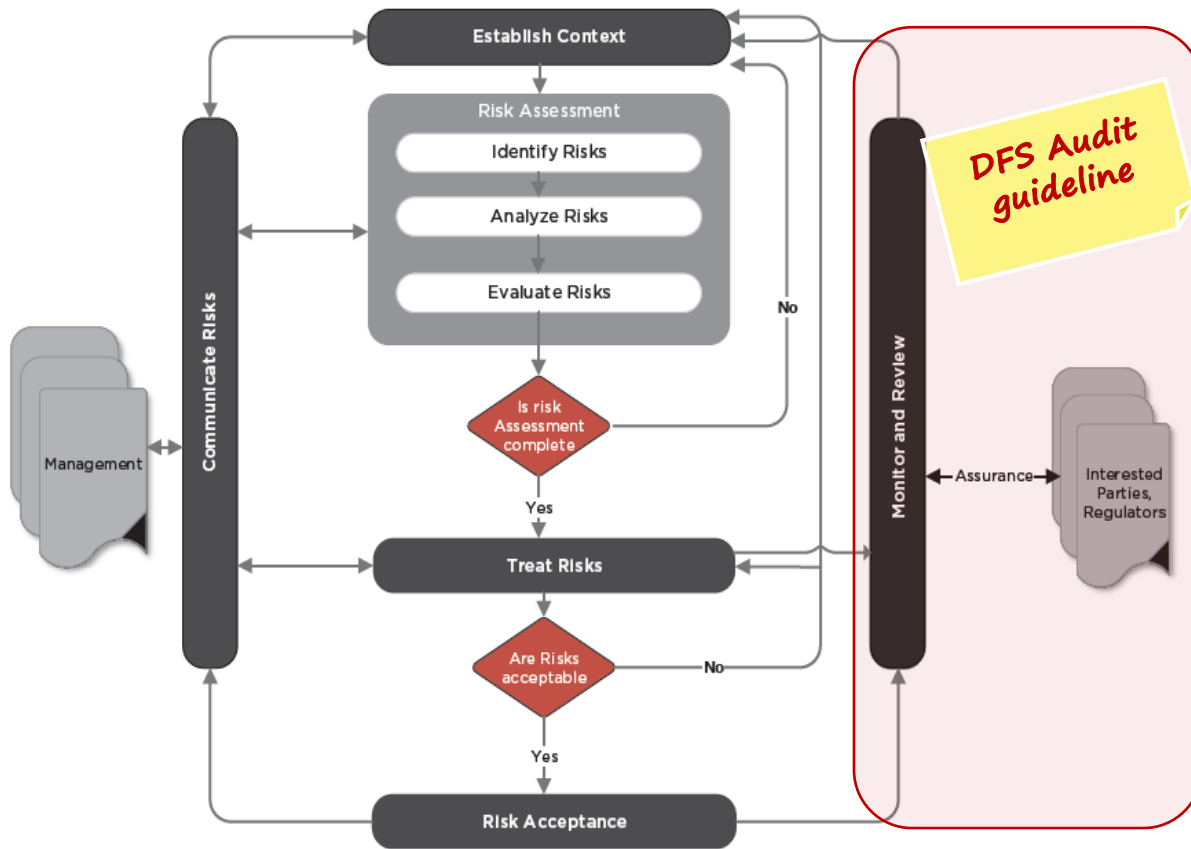 Establish Context
Risk Assessment
Identify Risks
Analyze Risks
Evaluate Risks
No
Is risk
Assessment
complete
Yes
Treat Risks
Are Risks
acceptable
No
Yes
Risk Acceptance
Communicate Risks
Management
Monitor and Review
DFS Audit
guideline
Assurance
Interested
Parties,
Regulators